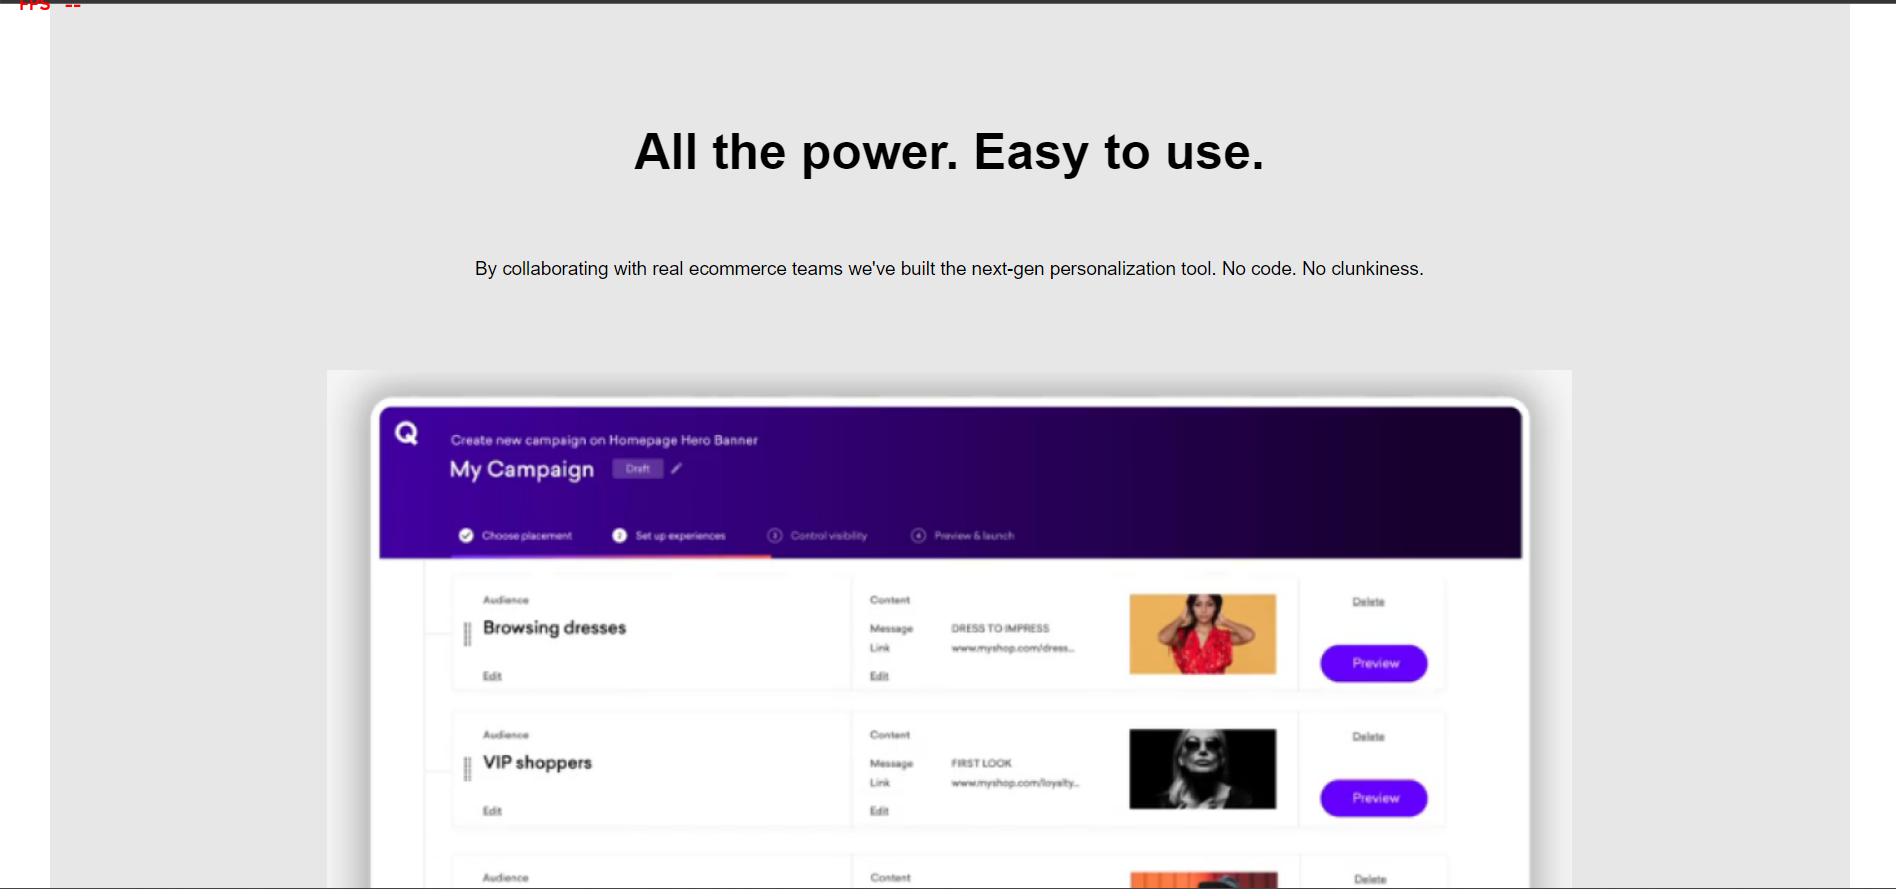 FPS --
All the power. Easy to use.
By collaborating with real ecommerce teams we've built the next-gen personalization tool. No code. No clunkiness.
Q
Create new campaign on Homepage Hero Banner
My Campaign Draft
Choose placement 2 Set up experiences 3 Control visibility 4 Preview & launch
Audience
Browsing dresses
Edit
Content
Message DRESS TO IMPRESS
Link www.myshop.com/dress...
Edit
Delete
Preview
Audience
VIP shoppers
Edit
Content
Message FIRST LOOK
Link www.myshop.com/loyalty...
Edit
Delete
Preview
Audience
Content
Delete